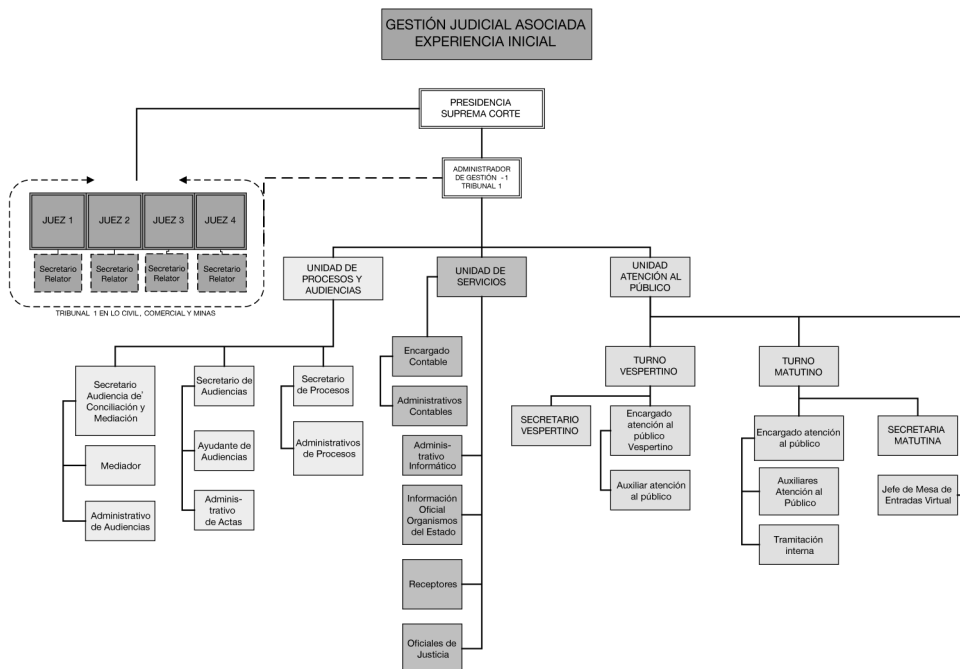 GESTIÓN JUDICIAL ASOCIADA
EXPERIENCIA INICIAL
PRESIDENCIA
SUPREMA CORTE
ADMINISTRADOR
DE GESTIÓN - 1
TRIBUNAL 1
JUEZ 1
JUEZ 2
JUEZ 3
JUEZ 4
Secretario
Relator
Secretario
Relator
Secretario
Relator
Secretario
Relator
TRIBUNAL 1 EN LO CIVIL, COMERCIAL Y MINAS
UNIDAD DE
PROCESOS Y
AUDIENCIAS
UNIDAD DE
SERVICIOS
UNIDAD
ATENCIÓN AL
PÚBLICO
Secretario
Audiencia de
Conciliación y
Mediación
Mediador
Administrativo
de Audiencias
Secretario de
Audiencias
Ayudante de
Audiencias
Adminis-
trativo
de Actas
Secretario
de Procesos
Administrativos
de Procesos
Encargado
Contable
Administrativos
Contables
Adminis-
trativo
Informático
Información
Oficial
Organismos
del Estado
Receptores
Oficiales de
Justicia
TURNO
VESPERTINO
SECRETARIO
VESPERTINO
Encargado
atención al
público
Vespertino
Auxiliar atención
al público
TURNO
MATUTINO
Encargado atención
al público
Auxiliares
Atención al
Público
Tramitación
interna
SECRETARIA
MATUTINA
Jefe de Mesa de
Entradas Virtual